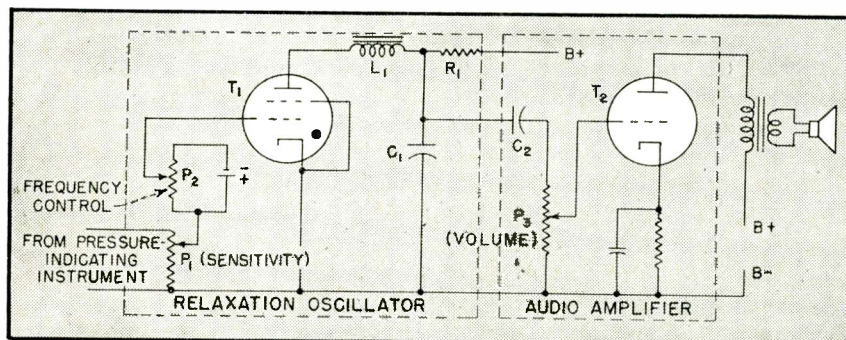 T₁
L₁
R₁
B+
T₂
P₂
- +
FREQUENCY
CONTROL
C₁
C₂
P₃
(VOLUME)
FROM PRESSURE-
INDICATING
INSTRUMENT
P₁ (SENSITIVITY)
B+
B-
RELAXATION OSCILLATOR
AUDIO AMPLIFIER